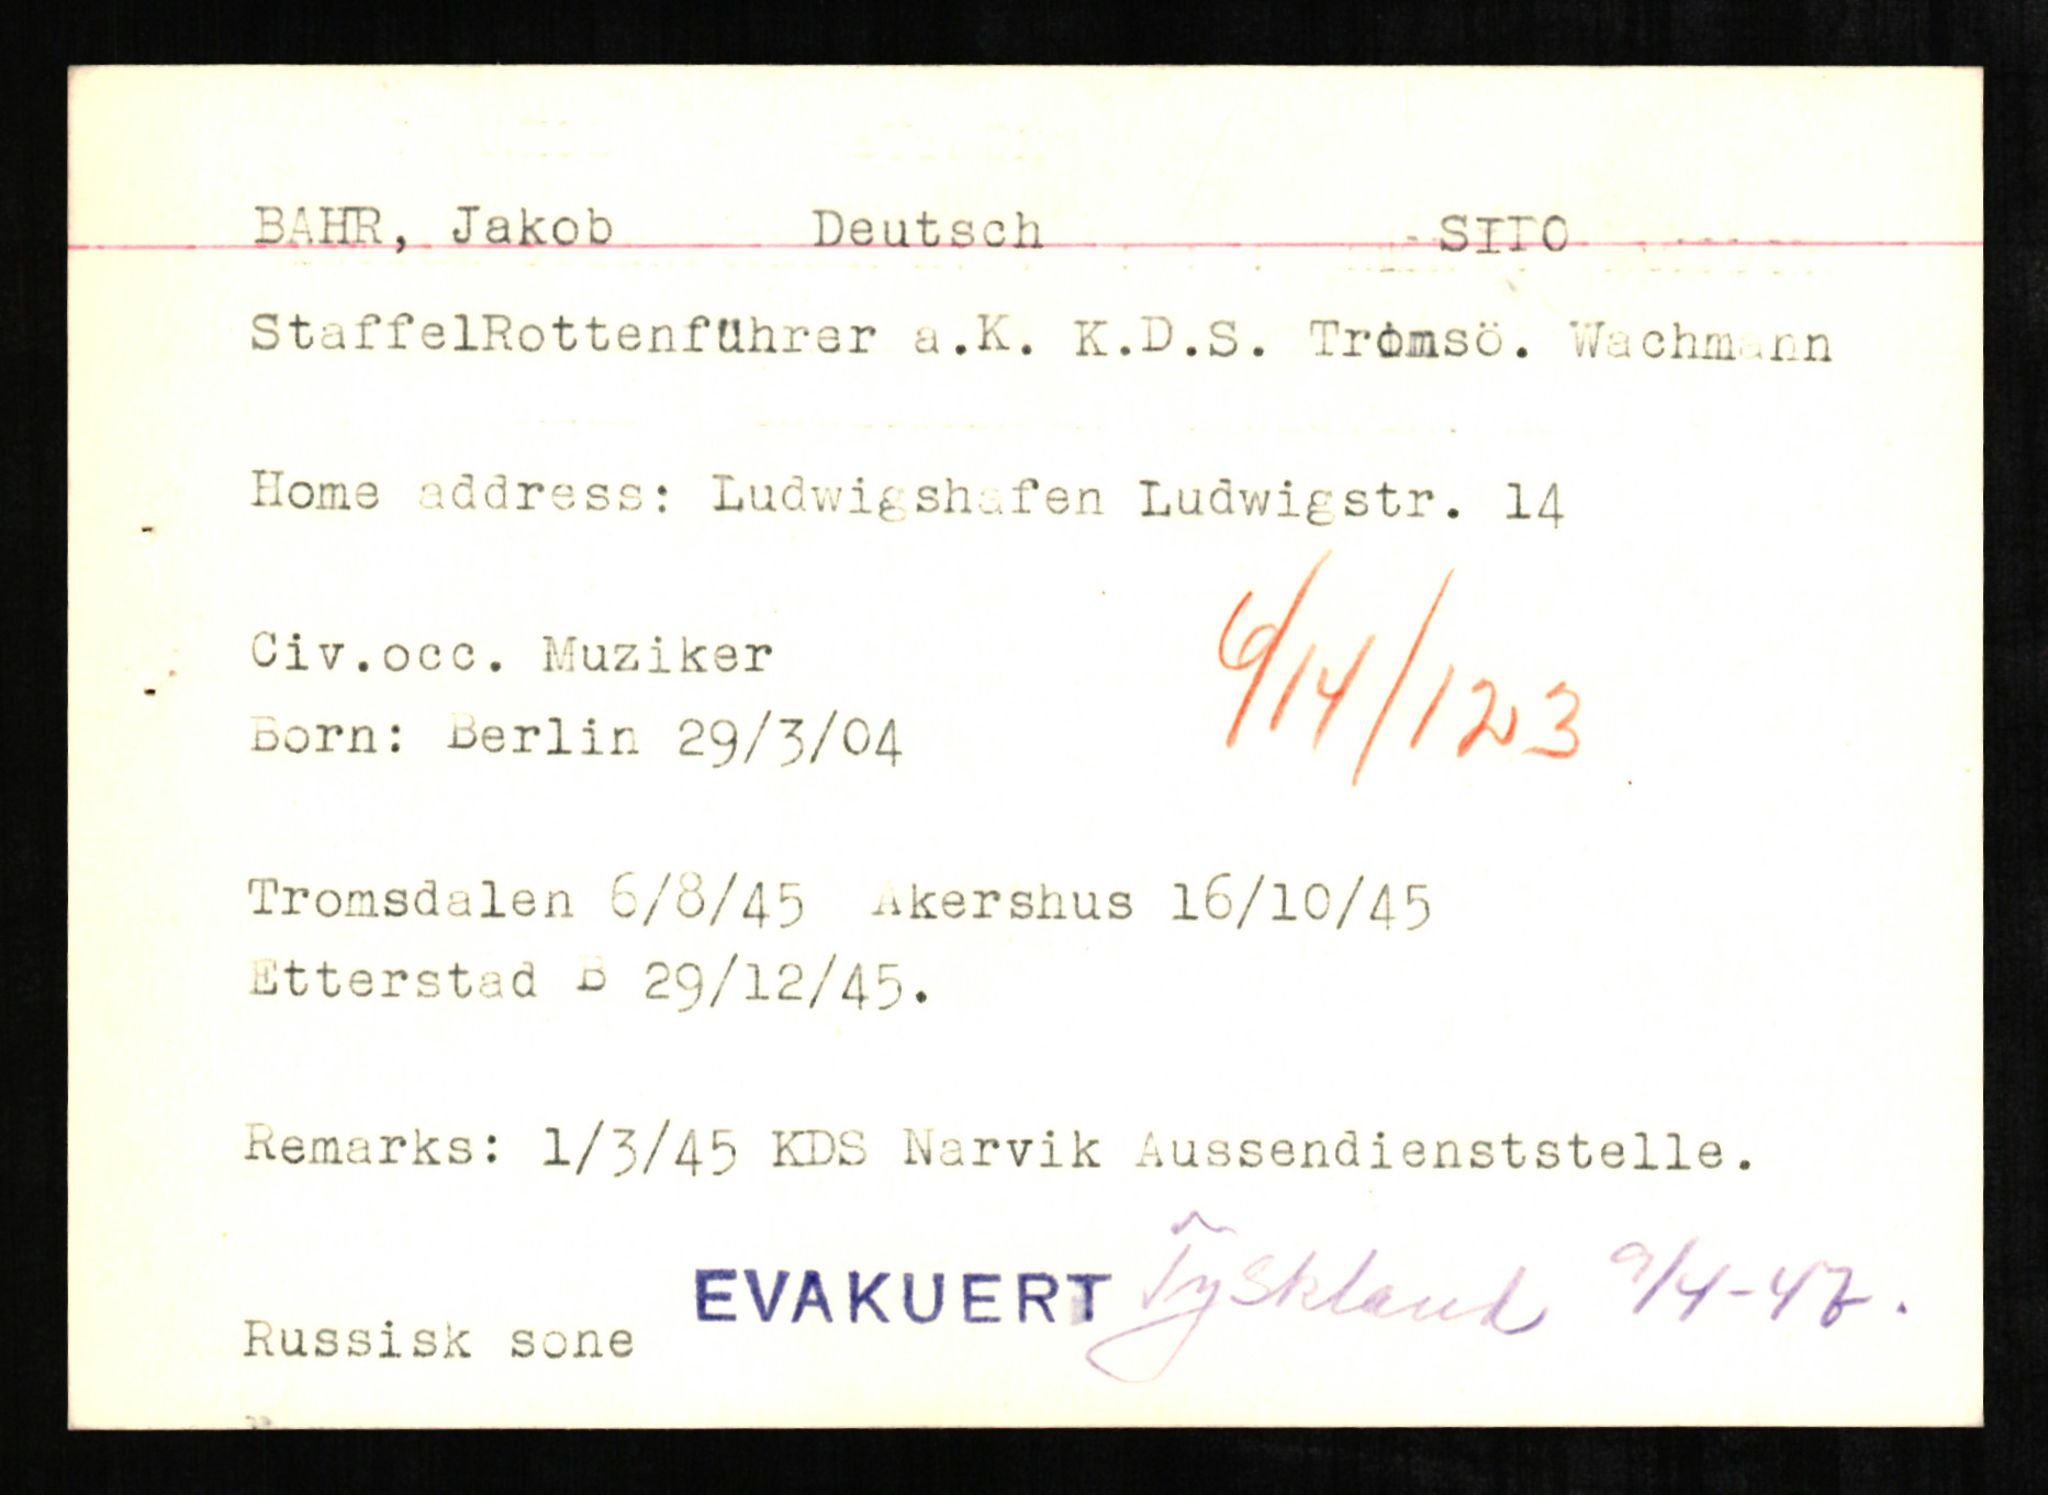 BAHR, Jakob Deutsch SITO
StaffelRottenführer a.K. K.D.S. Tromsö. Wachmann
Home address: Ludwigshafen Ludwigstr. 14
Civ.occ. Muziker
6/14/123
Born: Berlin 29/3/04
Tromsdalen 6/8/45 Akershus 16/10/45
Etterstad B 29/12/45.
Remarks: 1/3/45 KDS Narvik Aussendienststelle.
EVAKUERT Tyskland 9/4-47.
Russisk sone